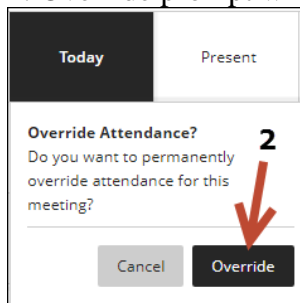 Today Present
Override Attendance?
Do you want to permanently
override attendance for this
meeting?
2
Cancel Override